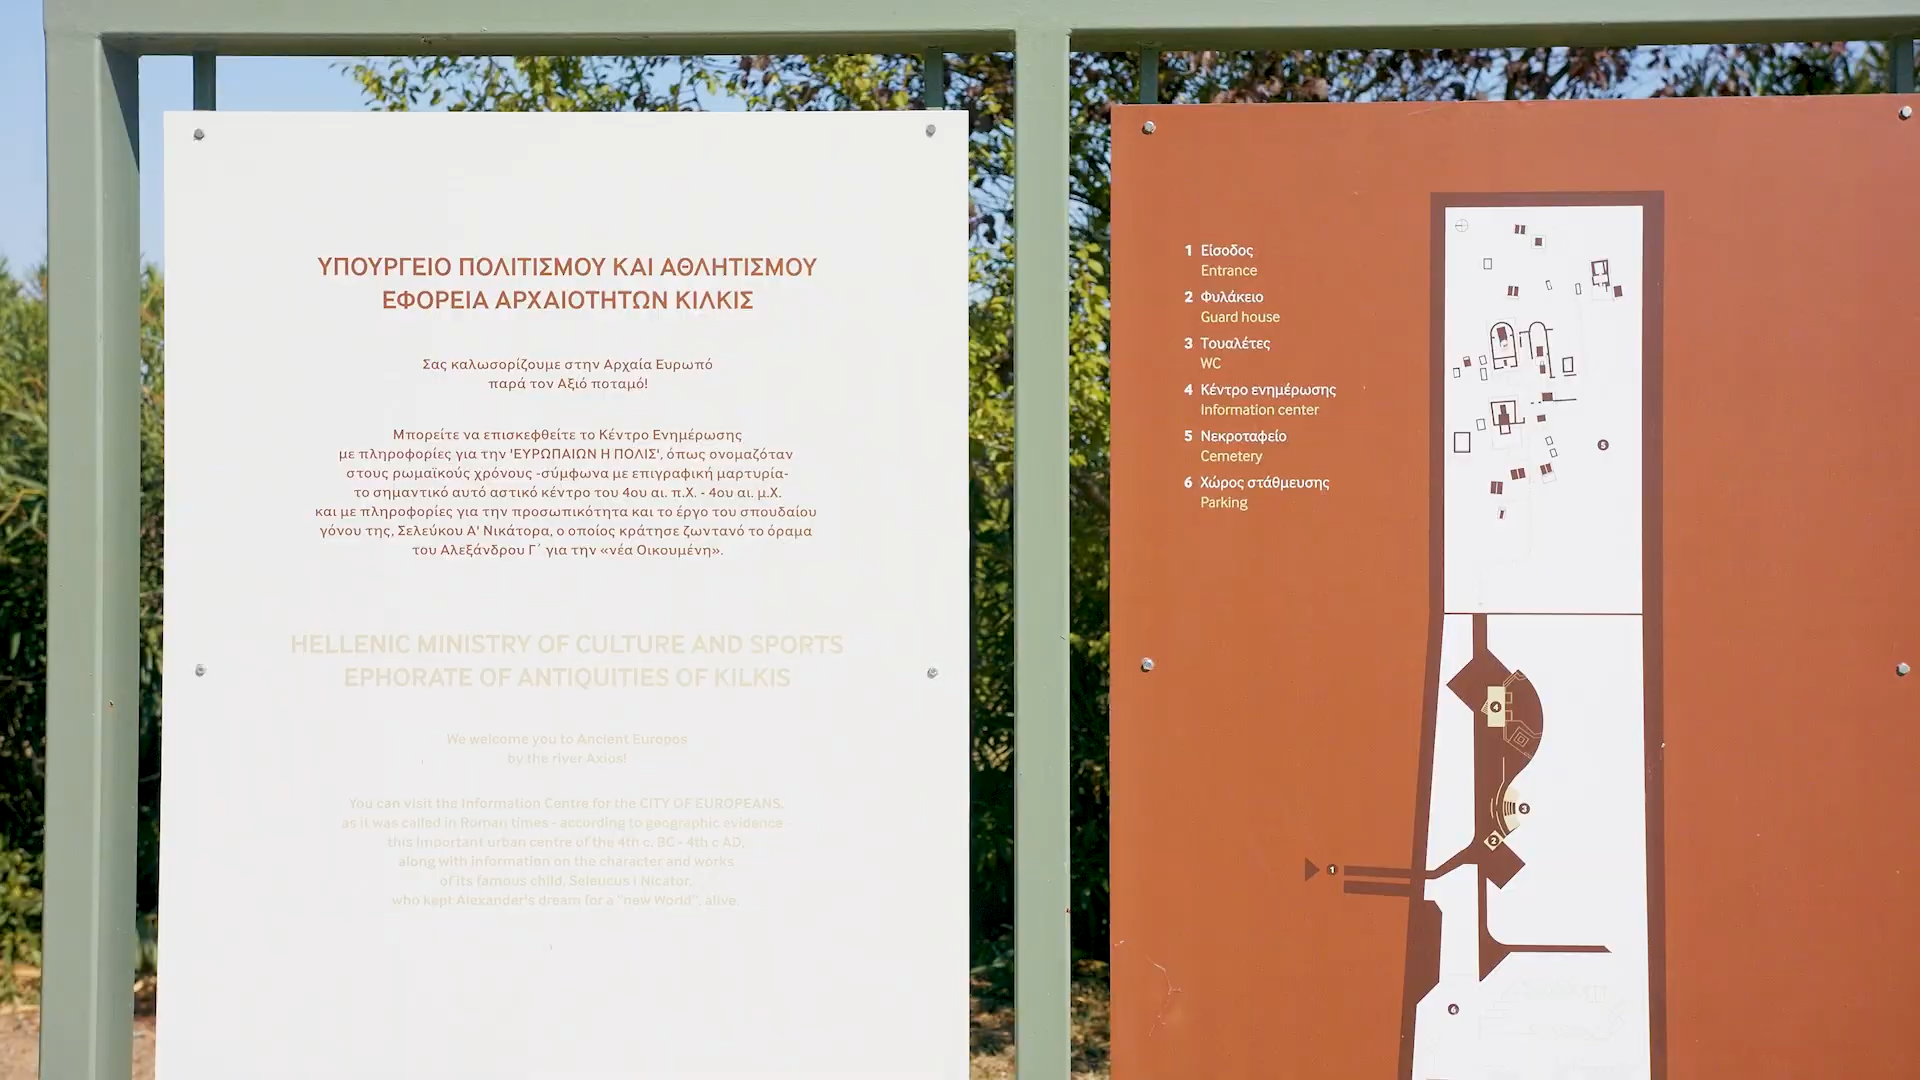 ΥΠΟΥΡΓΕΙΟ ΠΟΛΙΤΙΣΜΟΥ ΚΑΙ ΑΘΛΗΤΙΣΜΟΥ
ΕΦΟΡΕΙΑ ΑΡΧΑΙΟΤΗΤΩΝ ΚΙΛΚΙΣ
Σας καλωσορίζουμε στην Αρχαία Ευρωπό
παρά τον Αξιό ποταμό!
Μπορείτε να επισκεφθείτε το Κέντρο Ενημέρωσης
με πληροφορίες για την 'ΕΥΡΩΠΑΙΩΝ Η ΠΟΛΙΣ', όπως ονομαζόταν
στους ρωμαϊκούς χρόνους -σύμφωνα με επιγραφική μαρτυρία-
το σημαντικό αυτό αστικό κέντρο του 4ου αι. π.Χ. - 4ου αι. μ.Χ.
και με πληροφορίες για την προσωπικότητα και το έργο του σπουδαίου
γόνου της, Σελεύκου Α' Νικάτορα, ο οποίος κράτησε ζωντανό το όραμα
του Αλεξάνδρου Γ΄ για την «νέα Οικουμένη».
HELLENIC MINISTRY OF CULTURE AND SPORTS
EPHORATE OF ANTIQUITIES OF KILKIS
We welcome you to Ancient Europos
by the river Axios!
You can visit the Information Centre for the CITY OF EUROPEANS,
as it was called in Roman times - according to geographic evidence -
this important urban centre of the 4th c. BC - 4th c AD,
along with information on the character and works
of its famous child, Seleucus I Nicator,
who kept Alexander's dream for a "new World", alive.
1 Είσοδος
Entrance
2 Φυλάκειο
Guard house
3 Τουαλέτες
WC
4 Κέντρο ενημέρωσης
Information center
5 Νεκροταφείο
Cemetery
6 Χώρος στάθμευσης
Parking
5
4
3
2
1
6